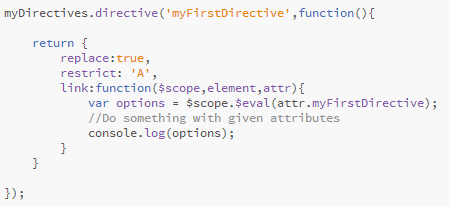 myDirectives.directive('myFirstDirective',function(){
return {
replace:true,
restrict: 'A',
link:function($scope,element,attr){
var options = $scope.$eval(attr.myFirstDirective);
//Do something with given attributes
console.log(options);
}
}
});